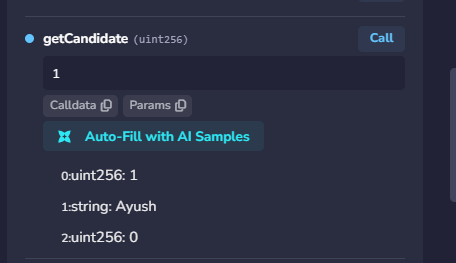 getCandidate (uint256) Call
1
Calldata Params
Auto-Fill with AI Samples
0:uint256: 1
1:string: Ayush
2:uint256: 0